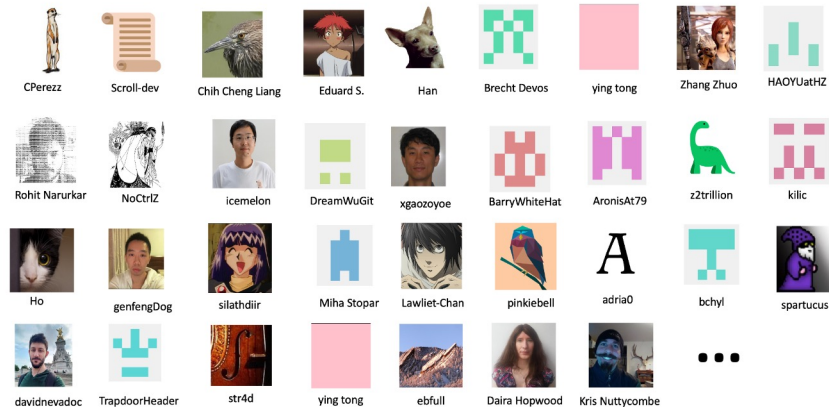 CPerezz
Scroll-dev
Chih Cheng Liang
Eduard S.
Han
Brecht Devos
ying tong
Zhang Zhuo
HAOYUatHZ
Rohit Narurkar
NoCtrlZ
icemelon
DreamWuGit
xgaozoyoe
BarryWhiteHat
AronisAt79
z2trillion
kilic
Ho
genfengDog
silathdiir
Miha Stopar
Lawliet-Chan
pinkiebell
A
adria0
bchyl
spartucus
davidnevadoc
TrapdoorHeader
str4d
ying tong
ebfull
Daira Hopwood
Kris Nuttycombe
...